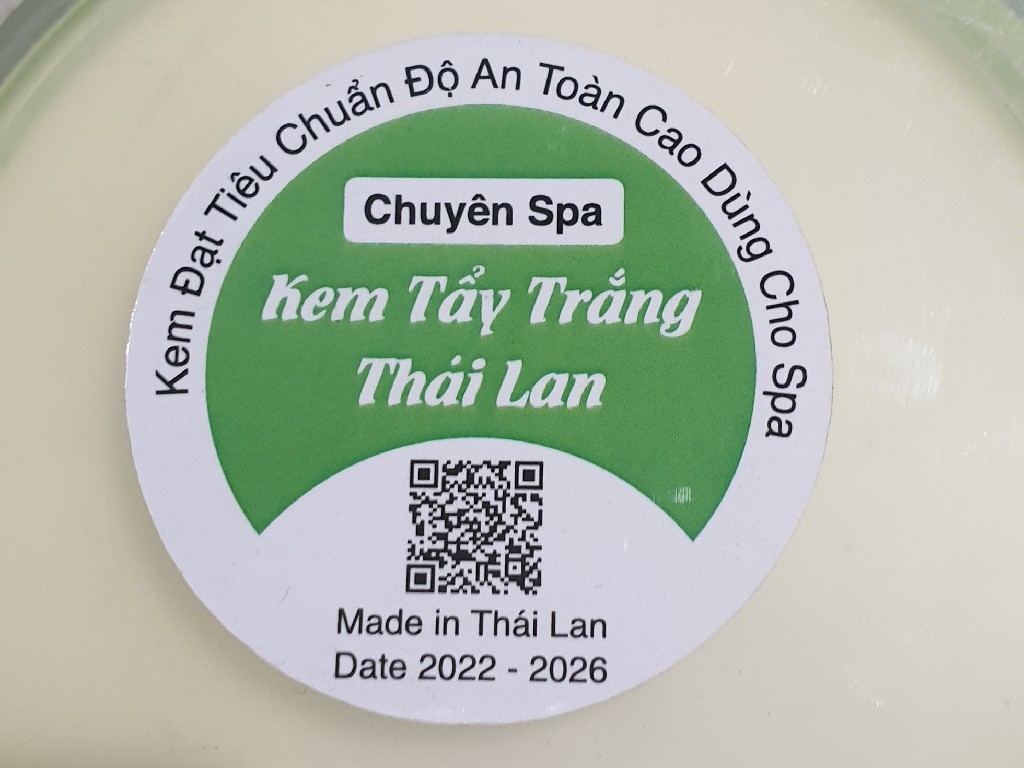 Kem Đạt Tiêu Chuẩn Độ An Toàn Cao Dùng Cho Spa
Chuyên Spa
Kem Tẩy Trắng
Thái Lan
Made in Thái Lan
Date 2022 - 2026